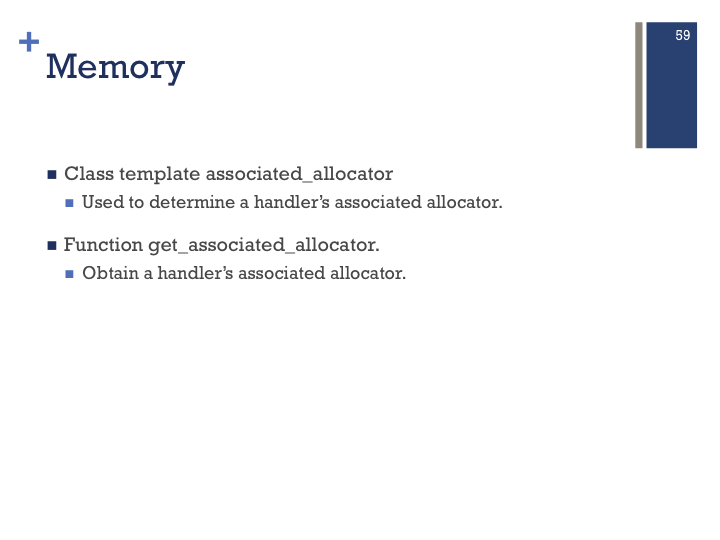 59
+
Memory
■ Class template associated_allocator
■ Used to determine a handler’s associated allocator.
■ Function get_associated_allocator.
■ Obtain a handler’s associated allocator.